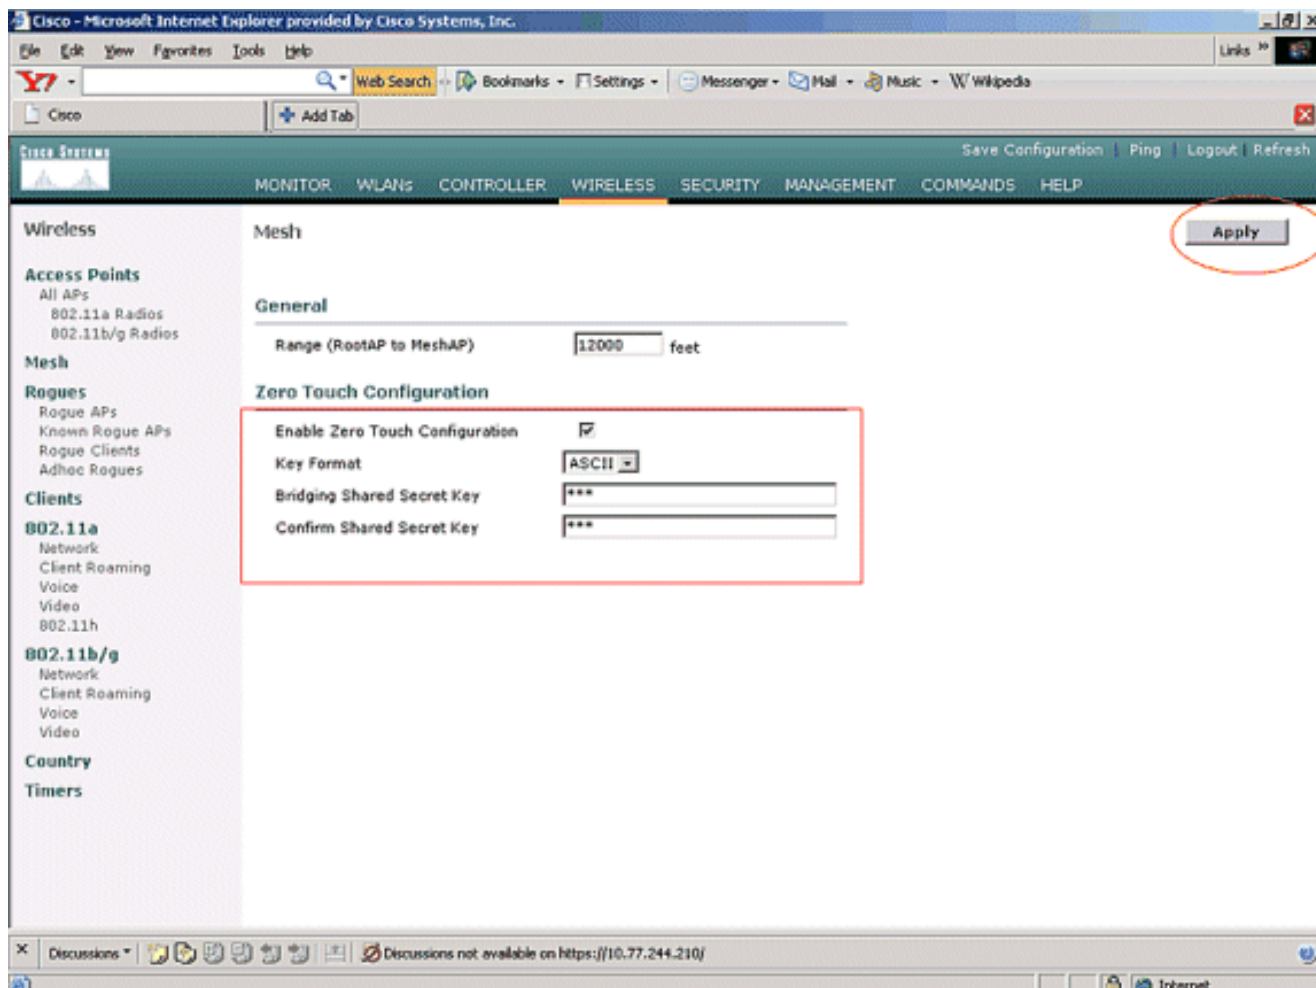 Cisco - Microsoft Internet Explorer provided by Cisco Systems, Inc.
File Edit View Favorites Tools Help Links »
Y7 - Web Search Bookmarks Settings Messenger Mail Music W Wikipedia
Cisco Add Tab
Cisco Systems
Save Configuration | Ping | Logout | Refresh
MONITOR WLANs CONTROLLER WIRELESS SECURITY MANAGEMENT COMMANDS HELP
Wireless
Access Points
All APs
802.11a Radios
802.11b/g Radios
Mesh
Rogues
Rogue APs
Known Rogue APs
Rogue Clients
Adhoc Rogues
Clients
802.11a
Network
Client Roaming
Voice
Video
802.11h
802.11b/g
Network
Client Roaming
Voice
Video
Country
Timers
Mesh
Apply
General
Range (RootAP to MeshAP) 12000 feet
Zero Touch Configuration
Enable Zero Touch Configuration
Key Format ASCII
Bridging Shared Secret Key ***
Confirm Shared Secret Key ***
Discussions Discussions not available on https://10.77.244.210/
Internet